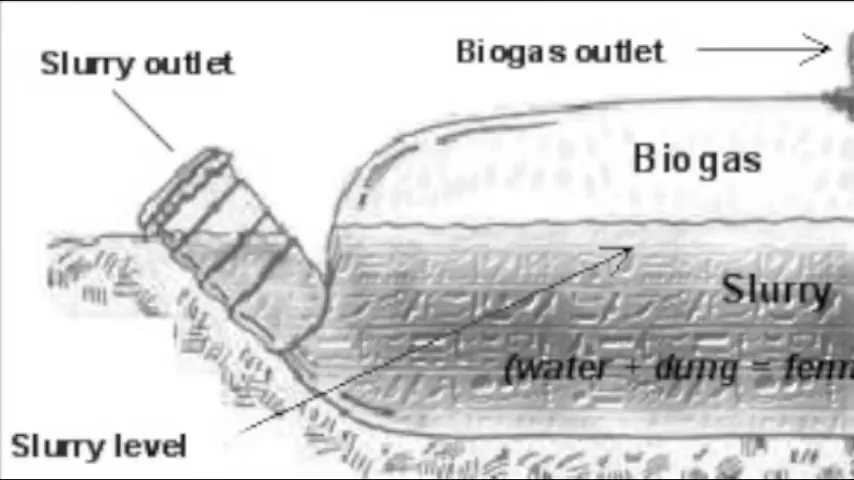 Slurry outlet
Biogas outlet
Biogas
Slurry
(water + dung =
Slurry level